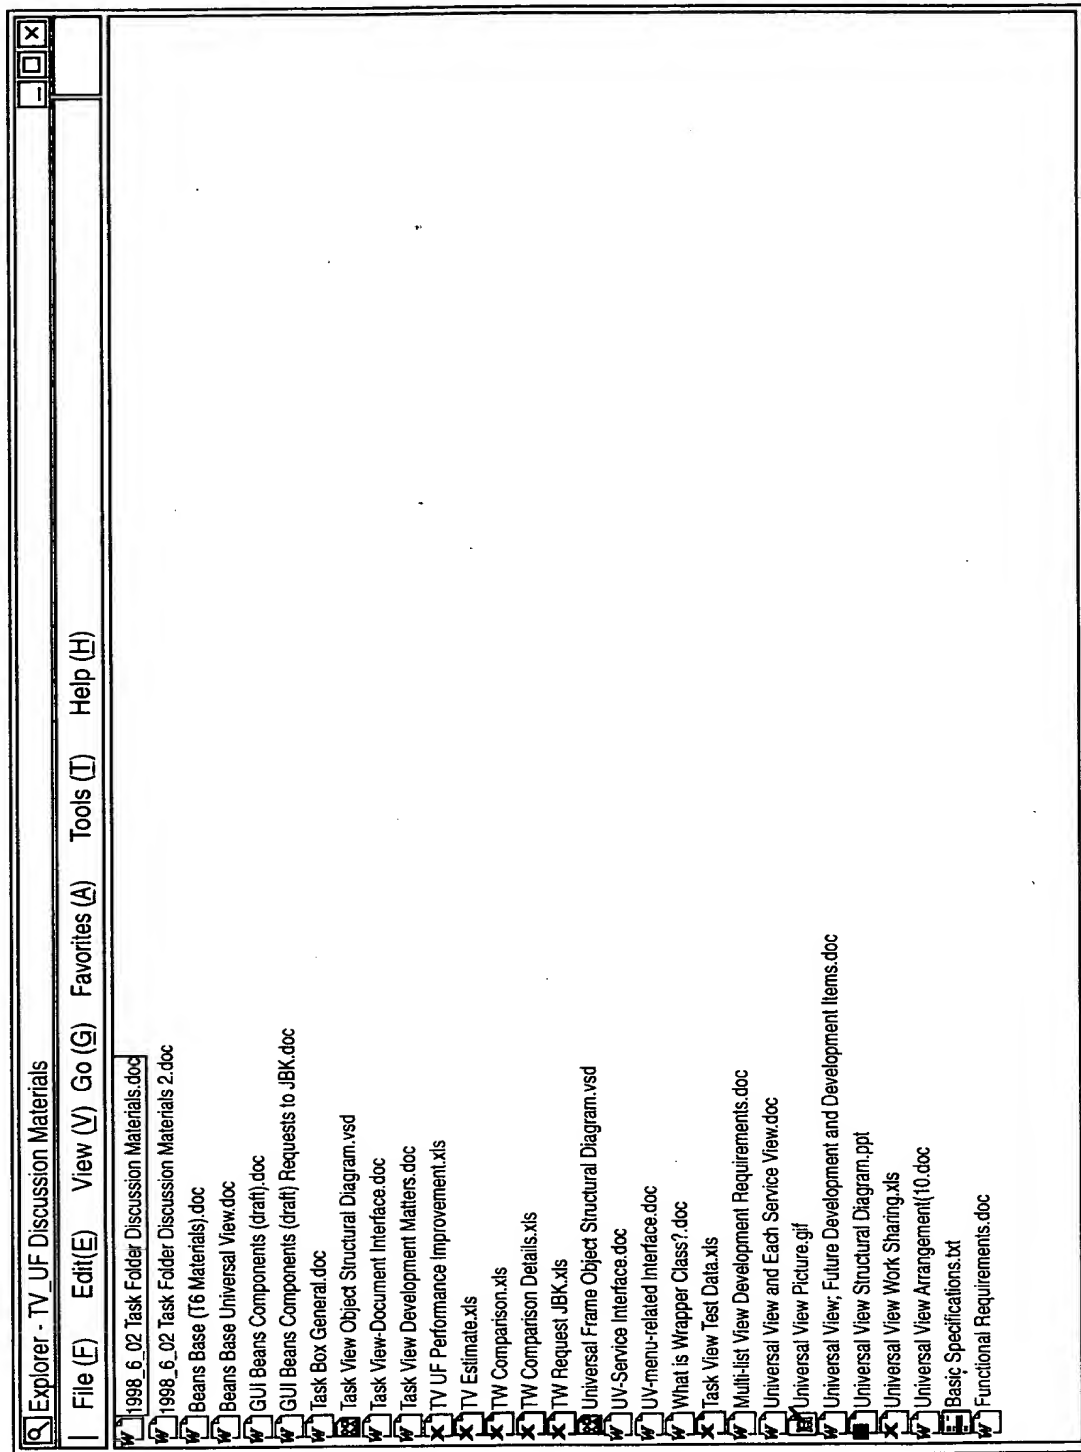 Explorer - TV_UF Discussion Materials
File (F) Edit(E) View (V) Go (G) Favorites (A) Tools (T) Help (H)
1998_6_02 Task Folder Discussion Materials.doc
1998_6_02 Task Folder Discussion Materials 2.doc
Beans Base (T6 Materials).doc
Beans Base Universal View.doc
GUI Beans Components (draft).doc
GUI Beans Components (draft) Requests to JBK.doc
Task Box General.doc
Task View Object Structural Diagram.vsd
Task View-Document Interface.doc
Task View Development Matters.doc
TV UF Performance Improvement.xls
TV Estimate.xls
TW Comparison.xls
TW Comparison Details.xls
TW Request JBK.xls
Universal Frame Object Structural Diagram.vsd
UV-Service Interface.doc
UV-menu-related Interface.doc
What is Wrapper Class?.doc
Task View Test Data.xls
Multi-list View Development Requirements.doc
Universal View and Each Service View.doc
Universal View Picture.gif
Universal View; Future Development and Development Items.doc
Universal View Structural Diagram.ppt
Universal View Work Sharing.xls
Universal View Arrangement(10.doc
Basic Specifications.txt
Functional Requirements.doc